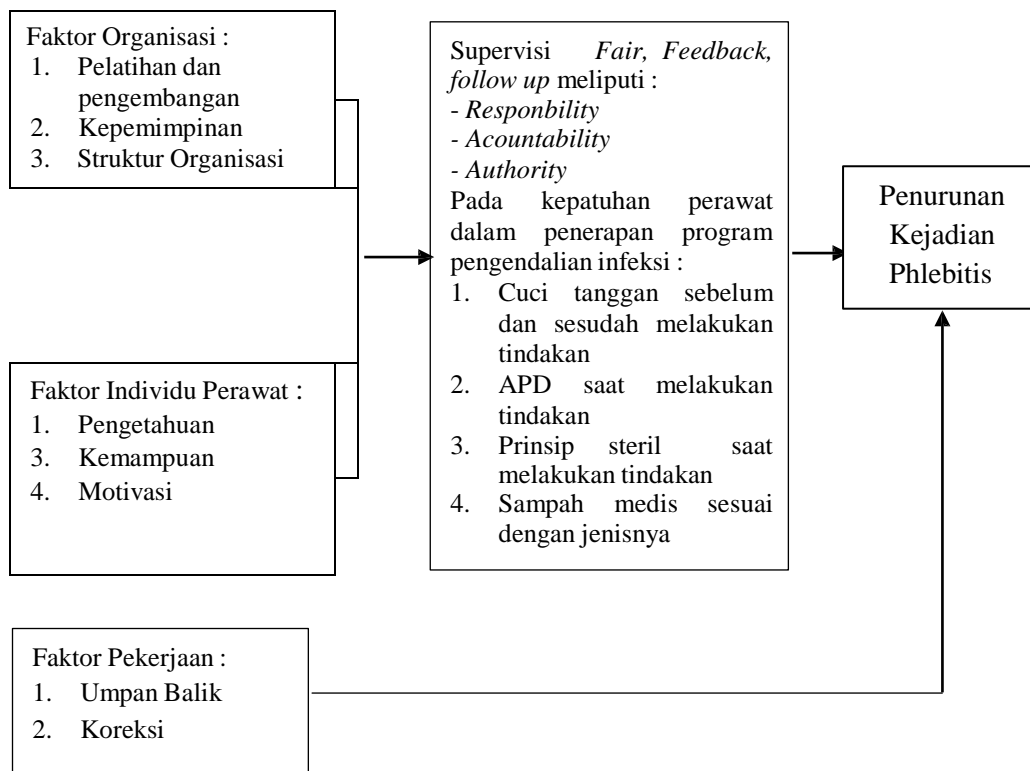 Faktor Organisasi :
1. Pelatihan dan
pengembangan
2. Kepemimpinan
3. Struktur Organisasi
Faktor Individu Perawat :
1. Pengetahuan
3. Kemampuan
4. Motivasi
Faktor Pekerjaan :
1. Umpan Balik
2. Koreksi
Supervisi Fair, Feedback,
follow up meliputi :
- Responbility
- Acountability
- Authority
Pada kepatuhan perawat
dalam penerapan program
pengendalian infeksi :
1. Cuci tanggan sebelum
dan sesudah melakukan
tindakan
2. APD saat melakukan
tindakan
3. Prinsip steril saat
melakukan tindakan
4. Sampah medis sesuai
dengan jenisnya
Penurunan
Kejadian
Phlebitis